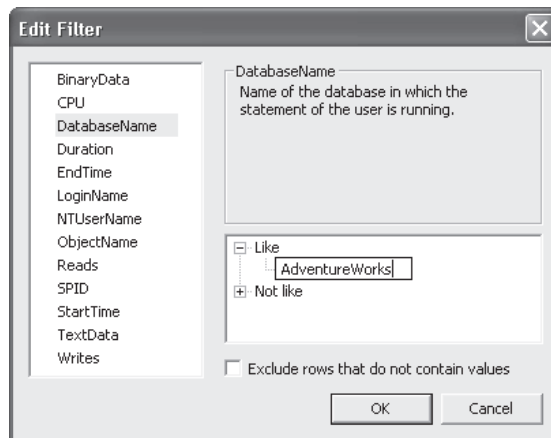 Edit Filter
BinaryData
CPU
DatabaseName
Duration
EndTime
LoginName
NTUserName
ObjectName
Reads
SPID
StartTime
TextData
Writes
DatabaseName
Name of the database in which the
statement of the user is running.
Like
AdventureWorks
Not like
Exclude rows that do not contain values
OK
Cancel